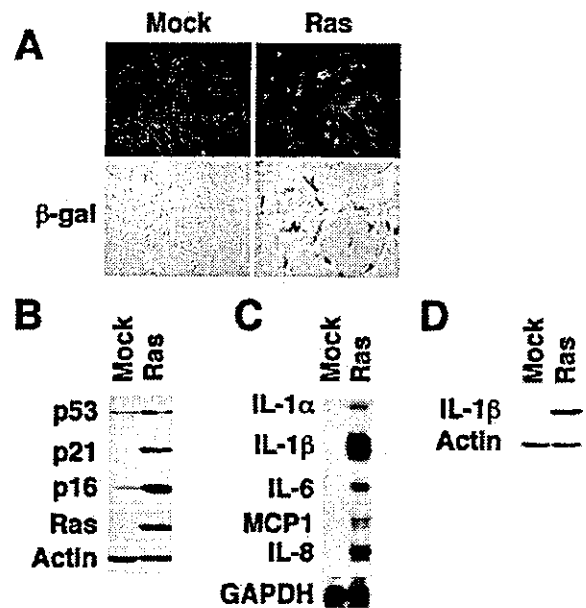 Mock Ras
A
β-gal
B
Mock Ras
p53
p21
p16
Ras
Actin
C
Mock Ras
IL-1α
IL-1β
IL-6
MCP1
IL-8
GAPDH
D
Mock Ras
IL-1β
Actin